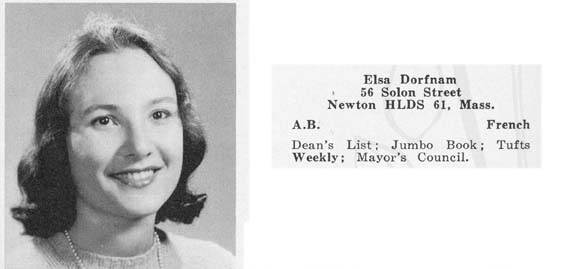 Elsa Dorfnam
56 Solon Street
Newton HLDS 61, Mass.
A.B. French
Dean's List; Jumbo Book; Tufts
Weekly; Mayor's Council.